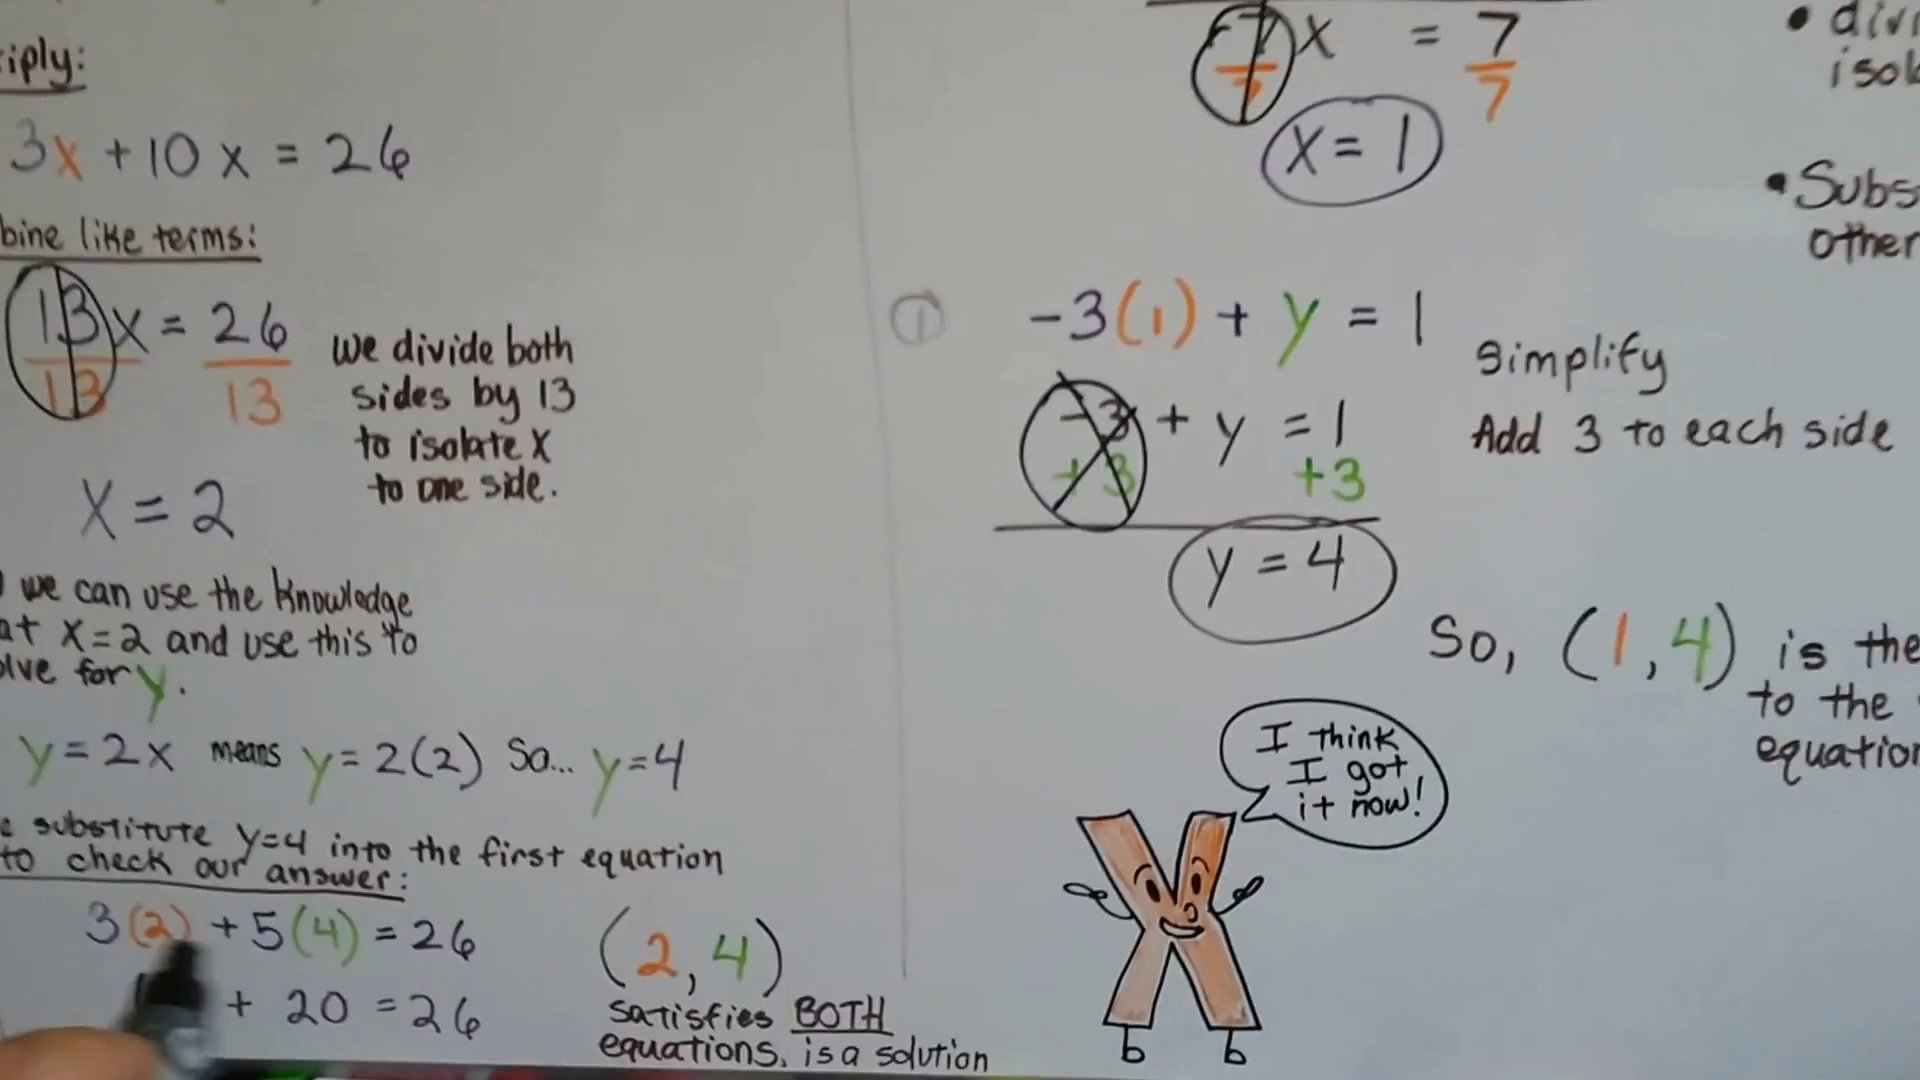 iply:
3x + 10x = 26
bine like terms:
13x = 26
13 13
we divide both
sides by 13
to isolate x
to one side.
x = 2
we can use the knowledge
at x=2 and use this to
olve for y.
y = 2x means y = 2(2) So... y=4
substitute y=4 into the first equation
to check our answer:
3(2) + 5(4) = 26
+ 20 = 26
(2,4)
satisfies BOTH
equations, is a solution
x = 7
7 7
x = 1
1
-3(1) + y = 1
Simplify
-3 + y = 1
+3 +3
Add 3 to each side
y = 4
So, (1,4) is the
to the
equation
I think
I got
it now!
• divi
isol
• Subs
other